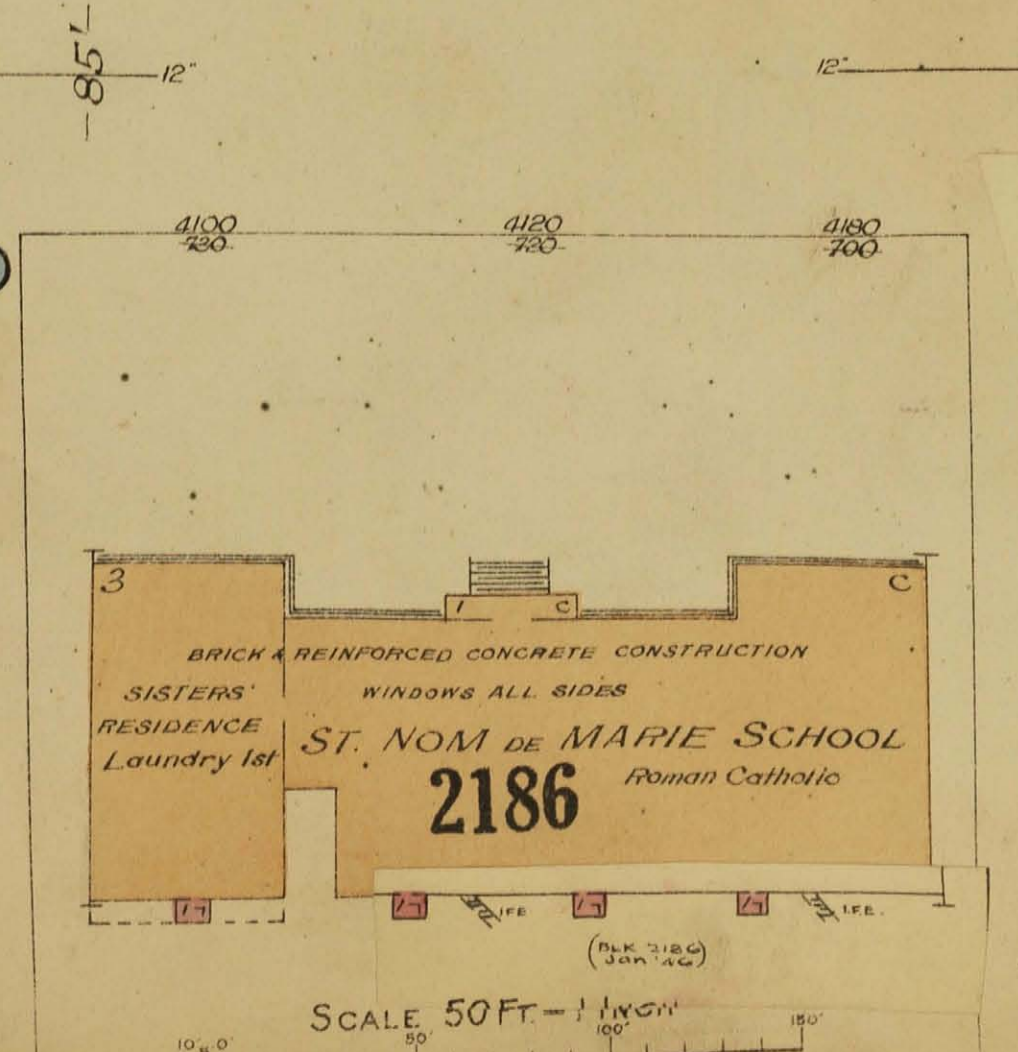 85'
12"
12"
4100
4120
4180
730
720
700
3
C
1
C
BRICK & REINFORCED CONCRETE CONSTRUCTION
SISTERS'
WINDOWS ALL SIDES
RESIDENCE
ST. NOM DE MARIE SCHOOL
Laundry 1st
Roman Catholic
2186
I.F.E.
I.F.E.
(BLK 2186
Jan '46)
SCALE 50 FT. = 1 INCH
10
0
50'
100'
150'